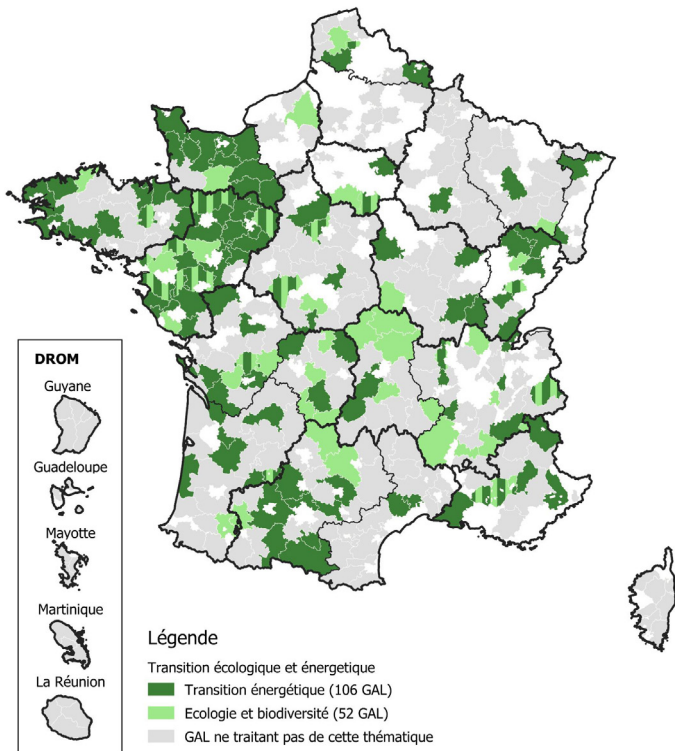 DROM
Guyane
Guadeloupe
Mayotte
Martinique
La Réunion
Légende
Transition écologique et énergetique
Transition énergétique (106 GAL)
Ecologie et biodiversité (52 GAL)
GAL ne traitant pas de cette thématique